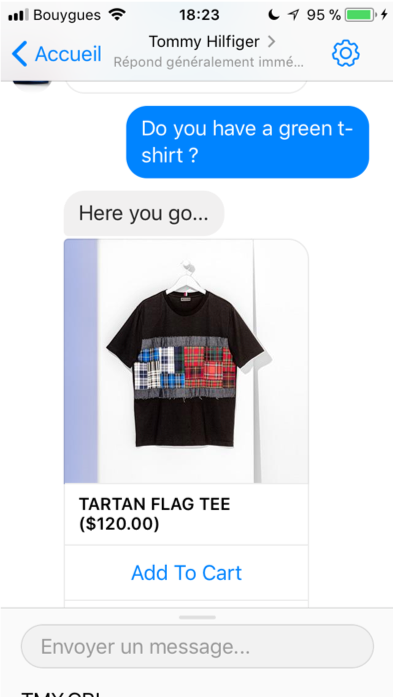 Bouygues 18:23 95 %
Accueil
Tommy Hilfiger
Répond généralement immé...
Do you have a green t-
shirt ?
Here you go...
TARTAN FLAG TEE
($120.00)
Add To Cart
Envoyer un message...